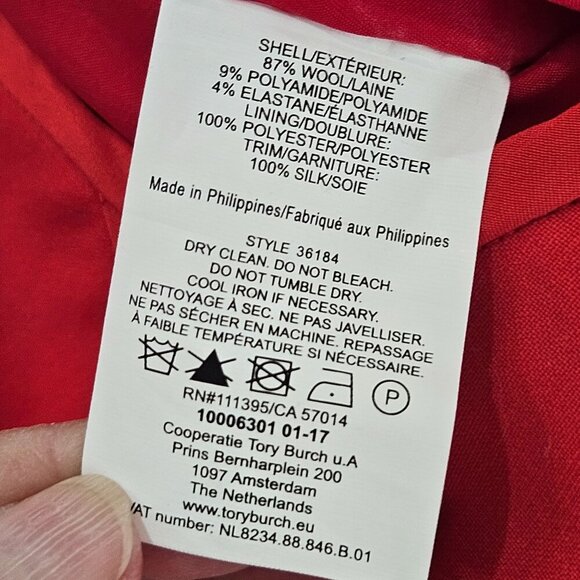 SHELL/EXTÉRIEUR:
87% WOOL/LAINE
9% POLYAMIDE/POLYAMIDE
4% ELASTANE/ÉLASTHANNE
LINING/DOUBLURE:
100% POLYESTER/POLYESTER
TRIM/GARNITURE:
100% SILK/SOIE
Made in Philippines/Fabriqué aux Philippines
STYLE 36184
DRY CLEAN. DO NOT BLEACH.
DO NOT TUMBLE DRY.
COOL IRON IF NECESSARY.
NETTOYAGE À SEC. NE PAS JAVELLISER.
NE PAS SÉCHER EN MACHINE. REPASSAGE
À FAIBLE TEMPÉRATURE SI NÉCESSAIRE.
P
RN#111395/CA 57014
10006301 01-17
Cooperatie Tory Burch u.A
Prins Bernharplein 200
1097 Amsterdam
The Netherlands
www.toryburch.eu
VAT number: NL8234.88.846.B.01